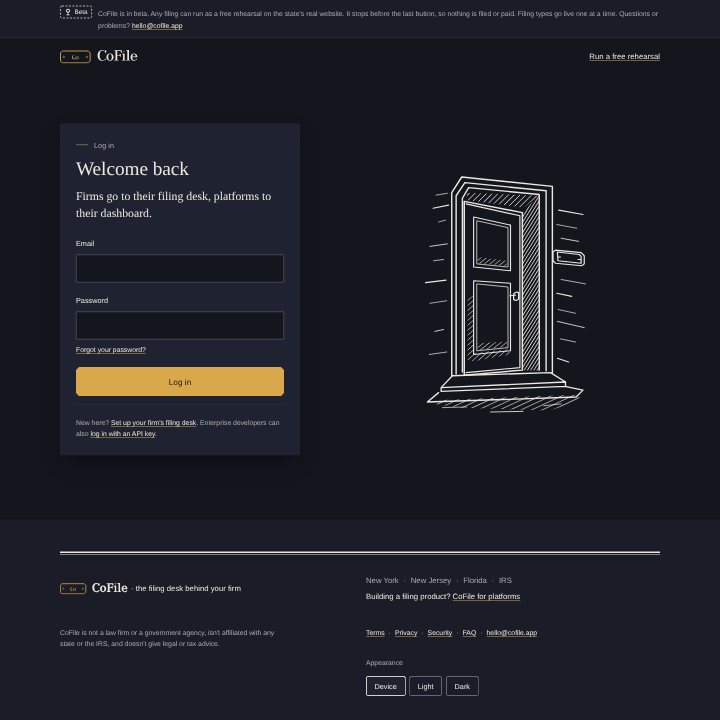 Beta
CoFile is in beta. Any filing can run as a free rehearsal on the state's real website. It stops before the last button, so nothing is filed or paid. Filing types go live one at a time. Questions or
problems? hello@cofile.app
Co CoFile
Run a free rehearsal
Log in
Welcome back
Firms go to their filing desk, platforms to
their dashboard.
Email
Password
Forgot your password?
Log in
New here? Set up your firm's filing desk. Enterprise developers can
also log in with an API key.
Co CoFile · the filing desk behind your firm
New York · New Jersey · Florida · IRS
Building a filing product? CoFile for platforms
CoFile is not a law firm or a government agency, isn't affiliated with any
state or the IRS, and doesn't give legal or tax advice.
Terms · Privacy · Security · FAQ · hello@cofile.app
Appearance
Device Light Dark